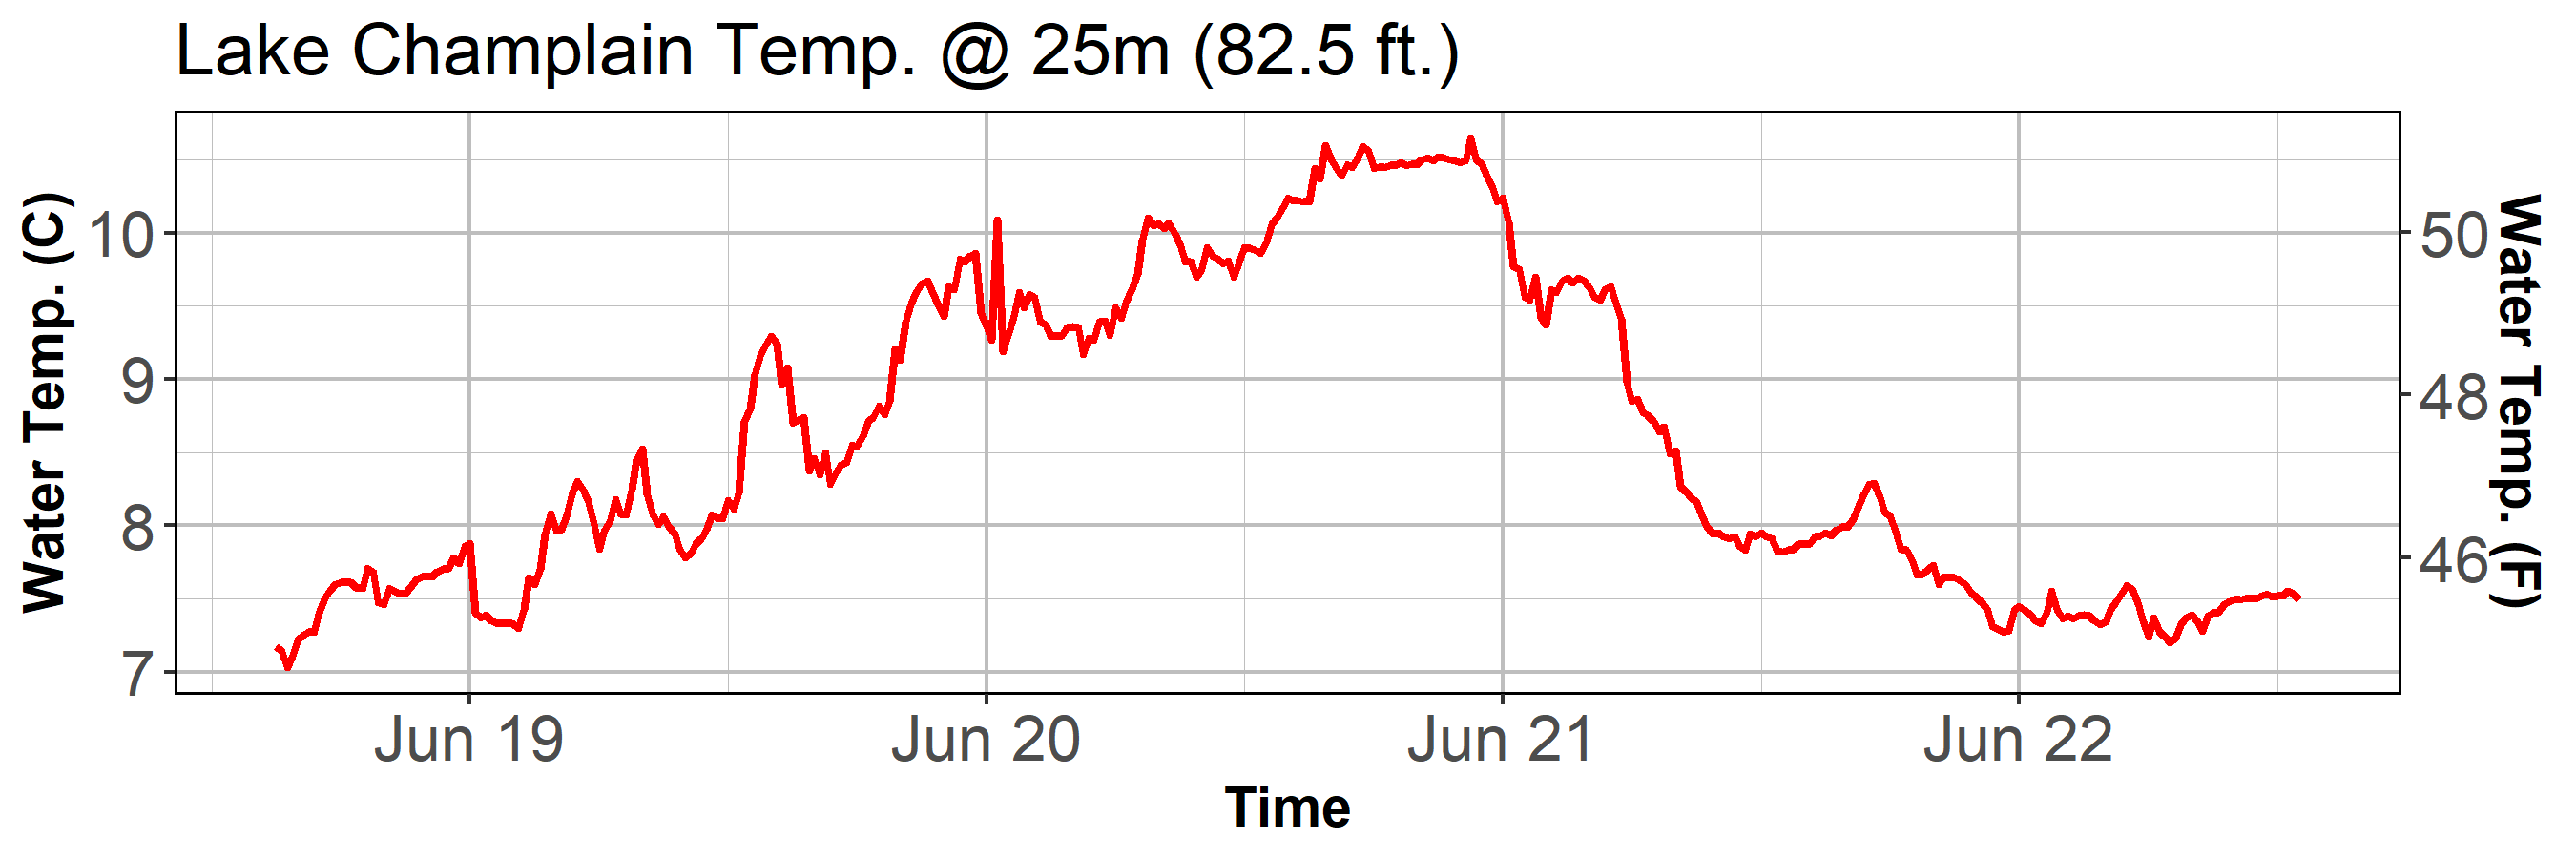 Lake Champlain Temp. @ 25m (82.5 ft.)
Water Temp. (C)
10
9
8
7
50
48
46
Water Temp. (F)
Jun 19 Jun 20 Jun 21 Jun 22
Time